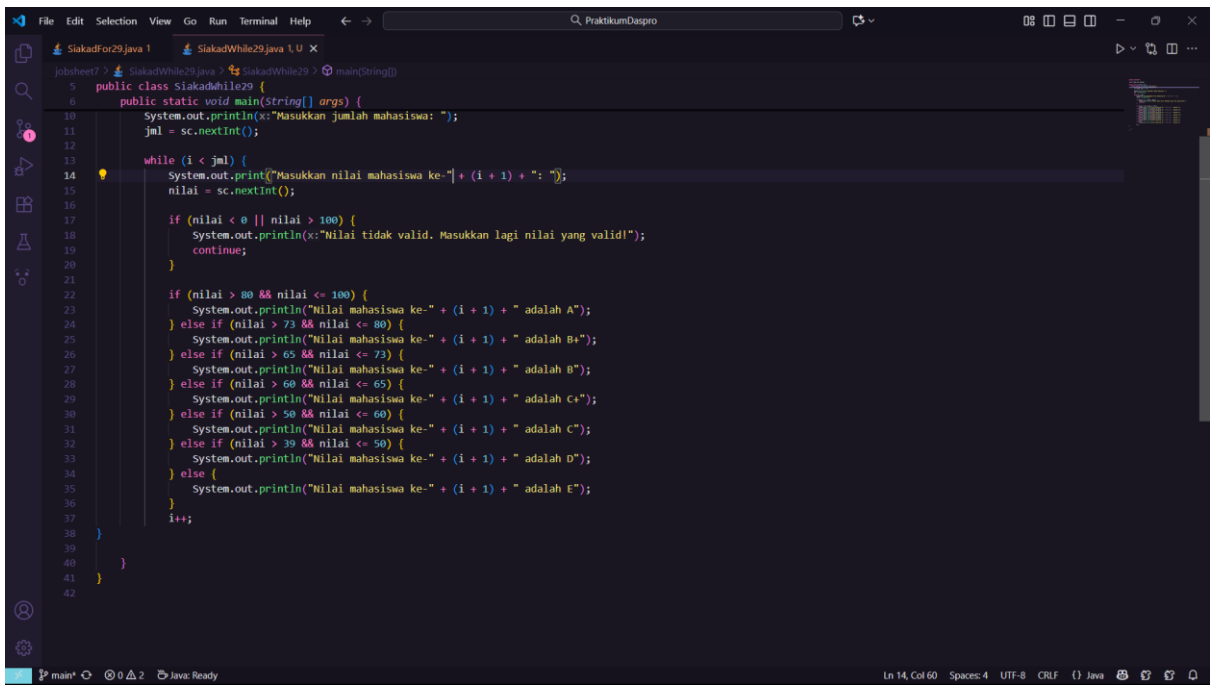 File Edit Selection View Go Run Terminal Help
PraktikumDaspro
SiakadFor29.java 1
SiakadWhile29.java 1, U
jobsheet7 > SiakadWhile29.java > SiakadWhile29 > main(String[])
5 public class SiakadWhile29 {
6 public static void main(String[] args) {
10 System.out.println(x:"Masukkan jumlah mahasiswa: ");
11 jml = sc.nextInt();
12
13 while (i < jml) {
14 System.out.print("Masukkan nilai mahasiswa ke-" + (i + 1) + ": ");
15 nilai = sc.nextInt();
16
17 if (nilai < 0 || nilai > 100) {
18 System.out.println(x:"Nilai tidak valid. Masukkan lagi nilai yang valid!");
19 continue;
20 }
21
22 if (nilai > 80 && nilai <= 100) {
23 System.out.println("Nilai mahasiswa ke-" + (i + 1) + " adalah A");
24 } else if (nilai > 73 && nilai <= 80) {
25 System.out.println("Nilai mahasiswa ke-" + (i + 1) + " adalah B+");
26 } else if (nilai > 65 && nilai <= 73) {
27 System.out.println("Nilai mahasiswa ke-" + (i + 1) + " adalah B");
28 } else if (nilai > 60 && nilai <= 65) {
29 System.out.println("Nilai mahasiswa ke-" + (i + 1) + " adalah C+");
30 } else if (nilai > 50 && nilai <= 60) {
31 System.out.println("Nilai mahasiswa ke-" + (i + 1) + " adalah C");
32 } else if (nilai > 39 && nilai <= 50) {
33 System.out.println("Nilai mahasiswa ke-" + (i + 1) + " adalah D");
34 } else {
35 System.out.println("Nilai mahasiswa ke-" + (i + 1) + " adalah E");
36 }
37 i++;
38 }
39
40 }
41 }
42
1
main* 0 2 Java: Ready
Ln 14, Col 60 Spaces: 4 UTF-8 CRLF {} Java